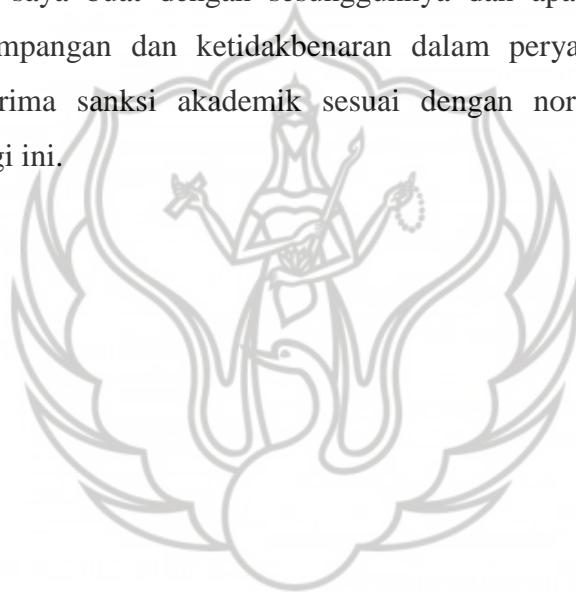 saya buat dengan sesungguhnya dan apa
mpangan dan ketidakbenaran dalam perya
rima sanksi akademik sesuai dengan nor
gi ini.